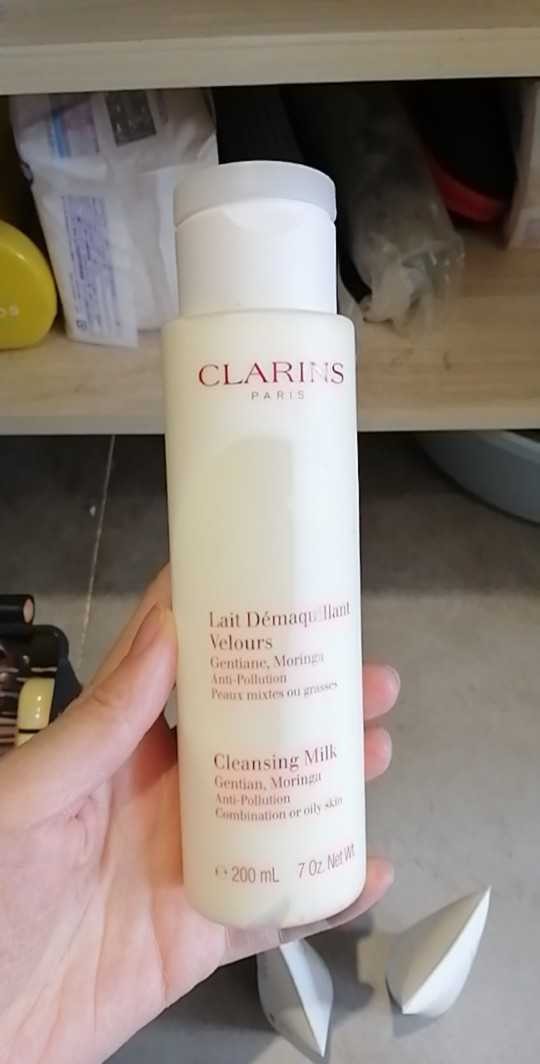 CLARINS
PARIS
Lait Démaquillant
Velours
Gentiane, Moringa
Anti-Pollution
Peaux mixtes ou grasses
Cleansing Milk
Gentian, Moringa
Anti-Pollution
Combination or oily skin
℮ 200 mL 7 Oz. Net Wt.